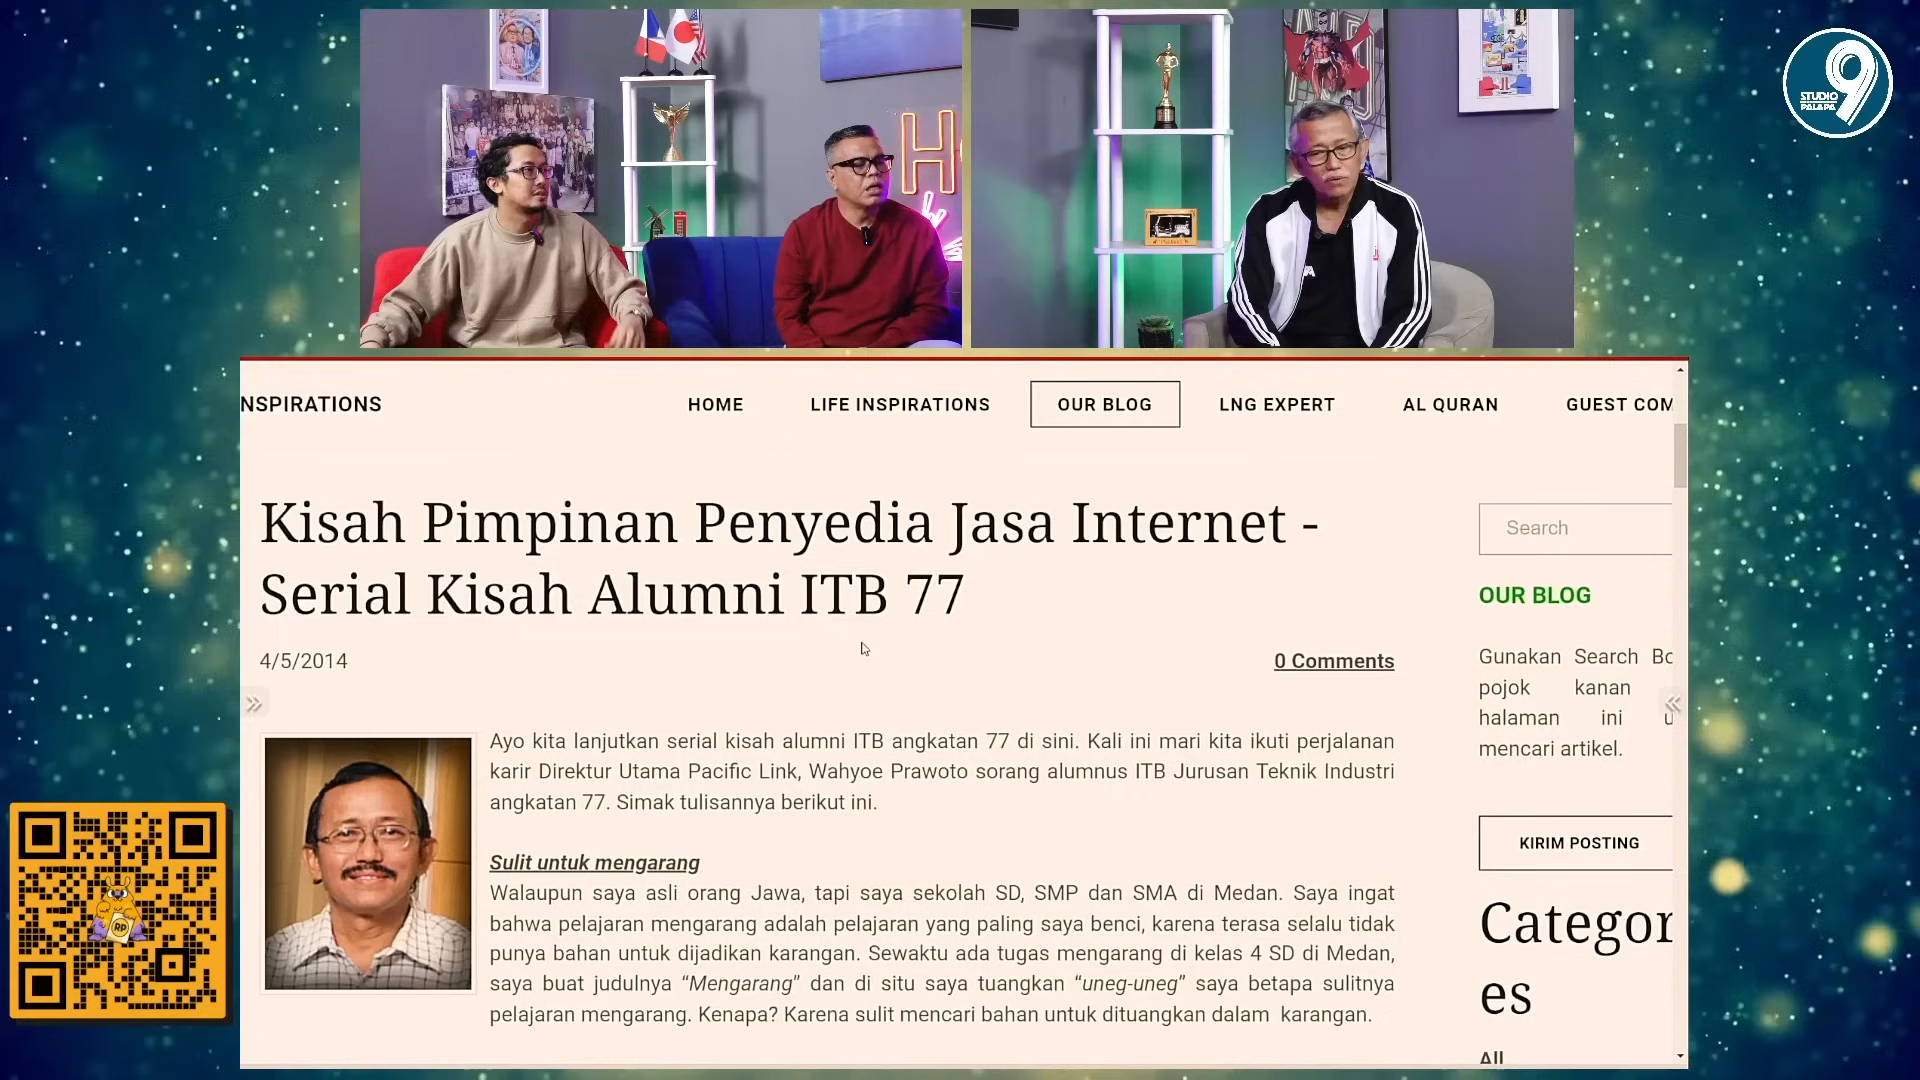 STUDIO
PALAPA
9
H
NSPIRATIONS
HOME
LIFE INSPIRATIONS
OUR BLOG
LNG EXPERT
AL QURAN
GUEST COM
Kisah Pimpinan Penyedia Jasa Internet -
Serial Kisah Alumni ITB 77
4/5/2014
0 Comments
Ayo kita lanjutkan serial kisah alumni ITB angkatan 77 di sini. Kali ini mari kita ikuti perjalanan
karir Direktur Utama Pacific Link, Wahyoe Prawoto sorang alumnus ITB Jurusan Teknik Industri
angkatan 77. Simak tulisannya berikut ini.
Sulit untuk mengarang
Walaupun saya asli orang Jawa, tapi saya sekolah SD, SMP dan SMA di Medan. Saya ingat
bahwa pelajaran mengarang adalah pelajaran yang paling saya benci, karena terasa selalu tidak
punya bahan untuk dijadikan karangan. Sewaktu ada tugas mengarang di kelas 4 SD di Medan,
saya buat judulnya “Mengarang” dan di situ saya tuangkan “uneg-uneg” saya betapa sulitnya
pelajaran mengarang. Kenapa? Karena sulit mencari bahan untuk dituangkan dalam karangan.
Search
OUR BLOG
Gunakan Search Bo
pojok kanan
halaman ini u
mencari artikel.
KIRIM POSTING
Categor
es
All
RP